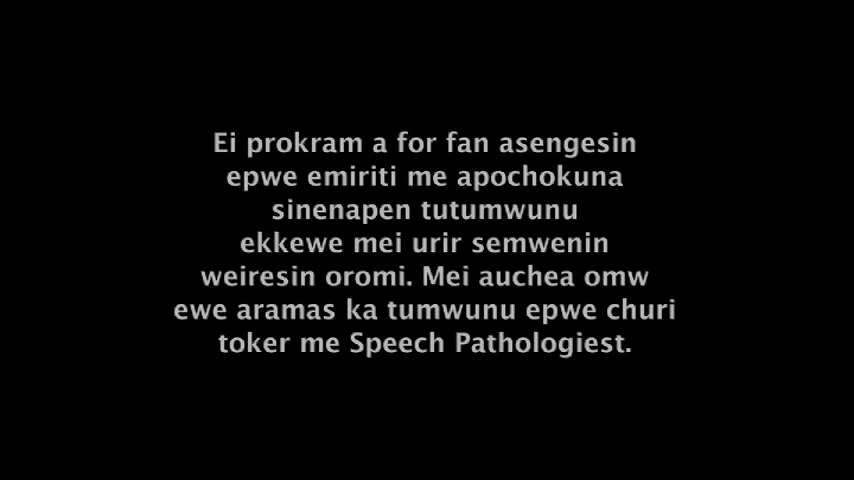 Ei prokram a for fan asengesin
epwe emiriti me apochokuna
sinenapen tutumwunu
ekkewe mei urir semwenin
weiresin oromi. Mei auchea omw
ewe aramas ka tumwunu epwe churi
toker me Speech Pathologiest.